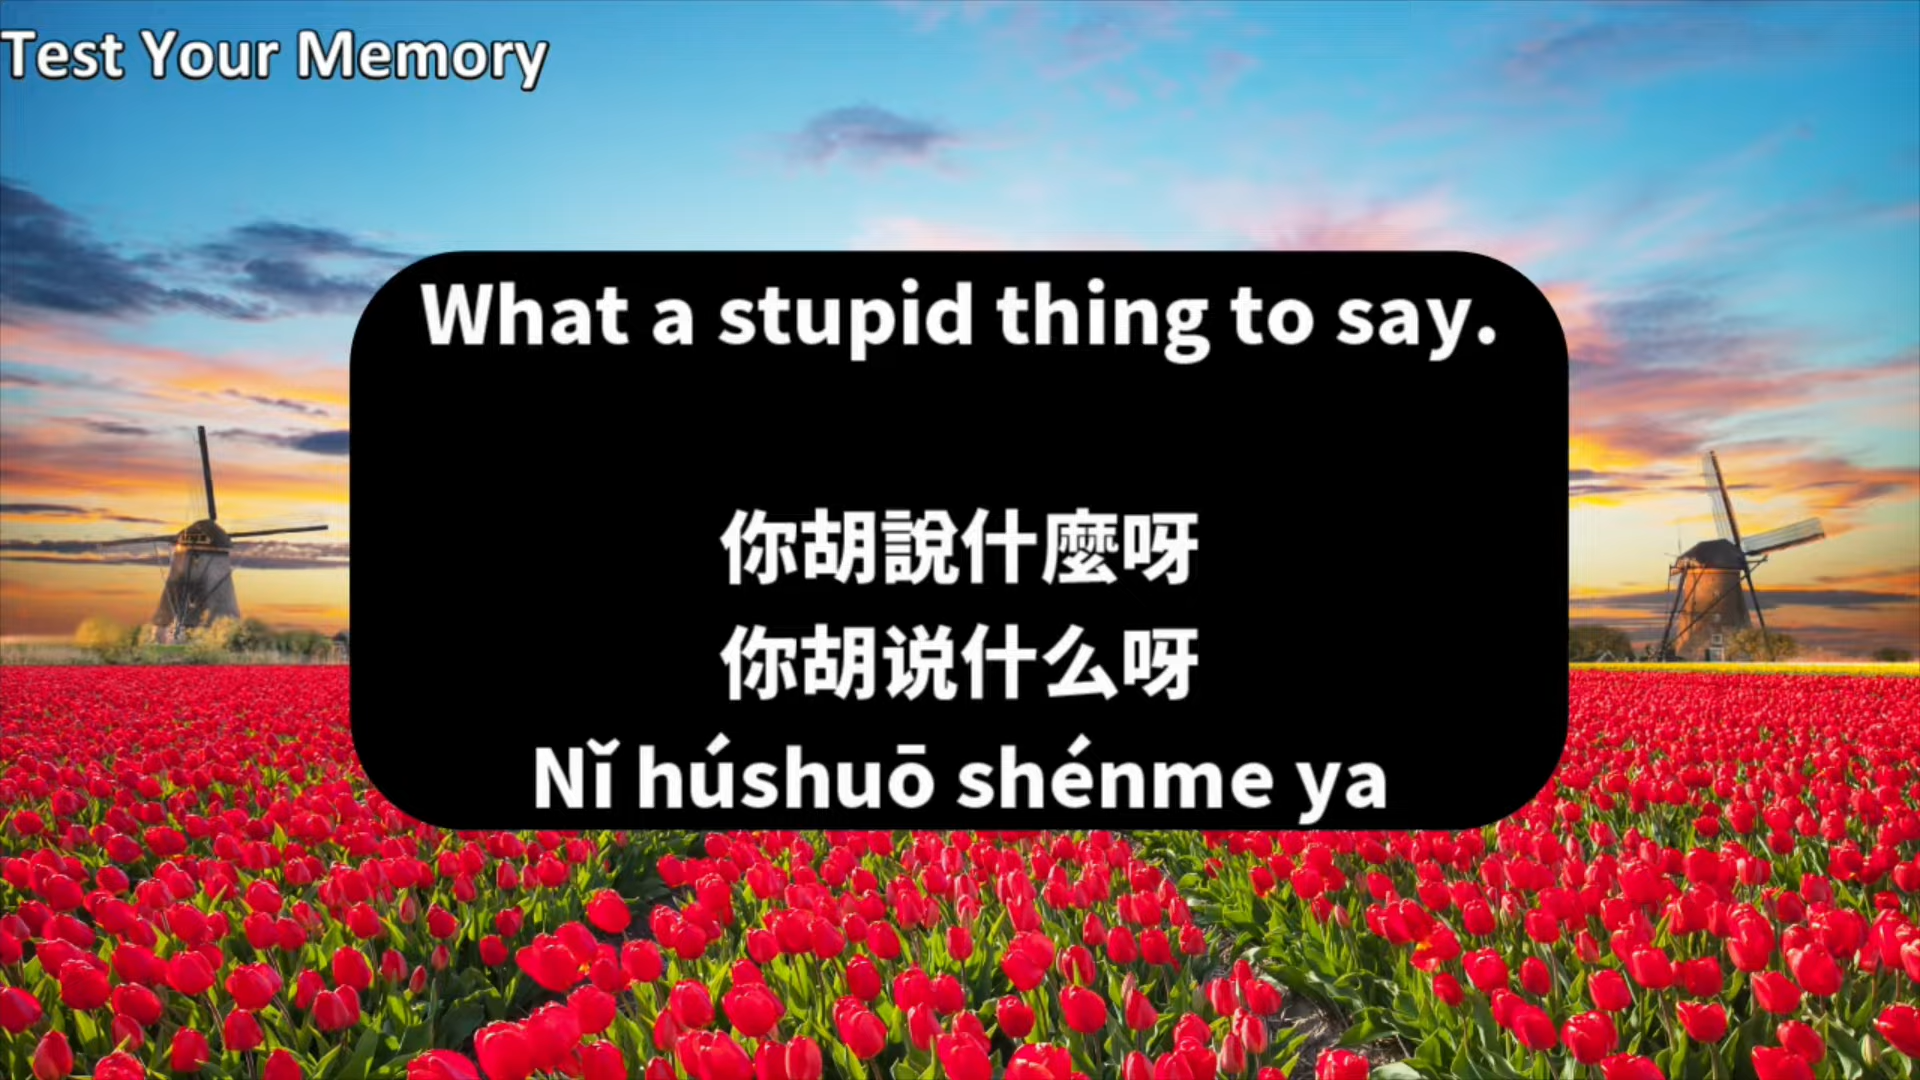 Test Your Memory
What a stupid thing to say.
你胡說什麼呀
你胡说什么呀
Nǐ húshuō shénme ya